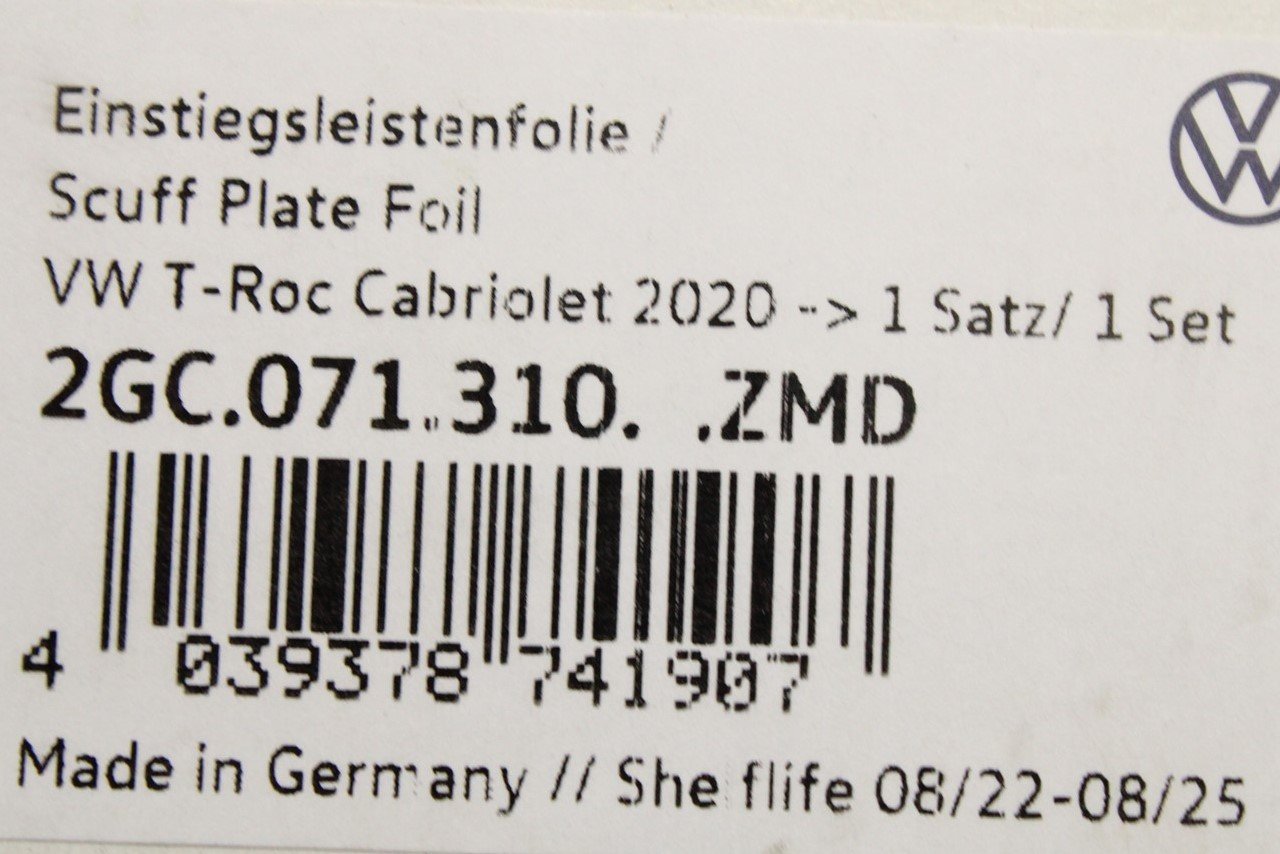 Einstiegsleistenfolie /
Scuff Plate Foil
VW T-Roc Cabriolet 2020 --> 1 Satz/ 1 Set
2GC.071.310. .ZMD
4 039378 741907
Made in Germany // Shelflife 08/22-08/25